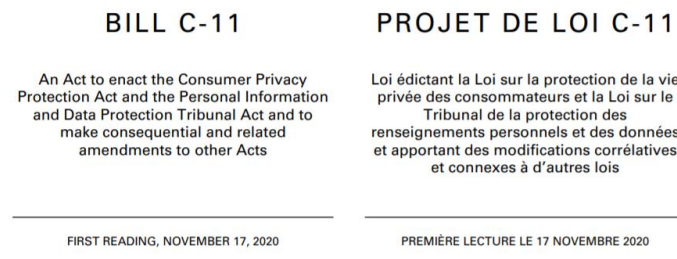 BILL C-11
An Act to enact the Consumer Privacy
Protection Act and the Personal Information
and Data Protection Tribunal Act and to
make consequential and related
amendments to other Acts
FIRST READING, NOVEMBER 17, 2020
PROJET DE LOI C-11
Loi édictant la Loi sur la protection de la vie
privée des consommateurs et la Loi sur le
Tribunal de la protection des
renseignements personnels et des données
et apportant des modifications corrélatives
et connexes à d'autres lois
PREMIÈRE LECTURE LE 17 NOVEMBRE 2020